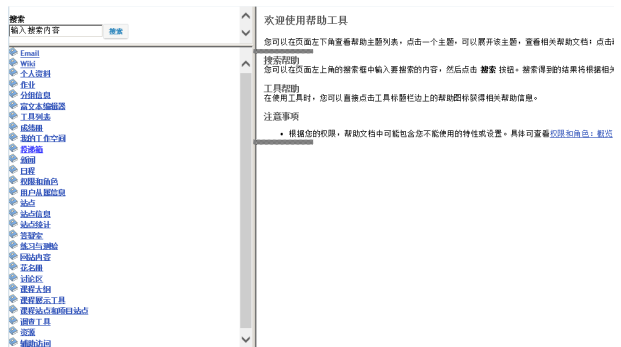 搜索
输入搜索内容
搜索
Email
Wiki
个人资料
作业
分组信息
富文本编辑器
工具列表
成绩册
我的工作空间
投递箱
新闻
日程
权限和角色
用户从属信息
站点
站点信息
站点统计
答疑室
练习与测验
网站内容
花名册
讨论区
课程大纲
课程展示工具
课程站点和项目站点
调查工具
资源
辅助访问
欢迎使用帮助工具
您可以在页面左下角查看帮助主题列表，点击一个主题，可以展开该主题，查看相关帮助文档；点击
搜索帮助
您可以在页面左上角的搜索框中输入要搜索的内容，然后点击 搜索 按钮。搜索得到的结果将根据相关
工具帮助
在使用工具时，您可以直接点击工具标题栏边上的帮助图标获得相关帮助信息。
注意事项
• 根据您的权限，帮助文档中可能包含您不能使用的特性或设置。具体可查看权限和角色：概览